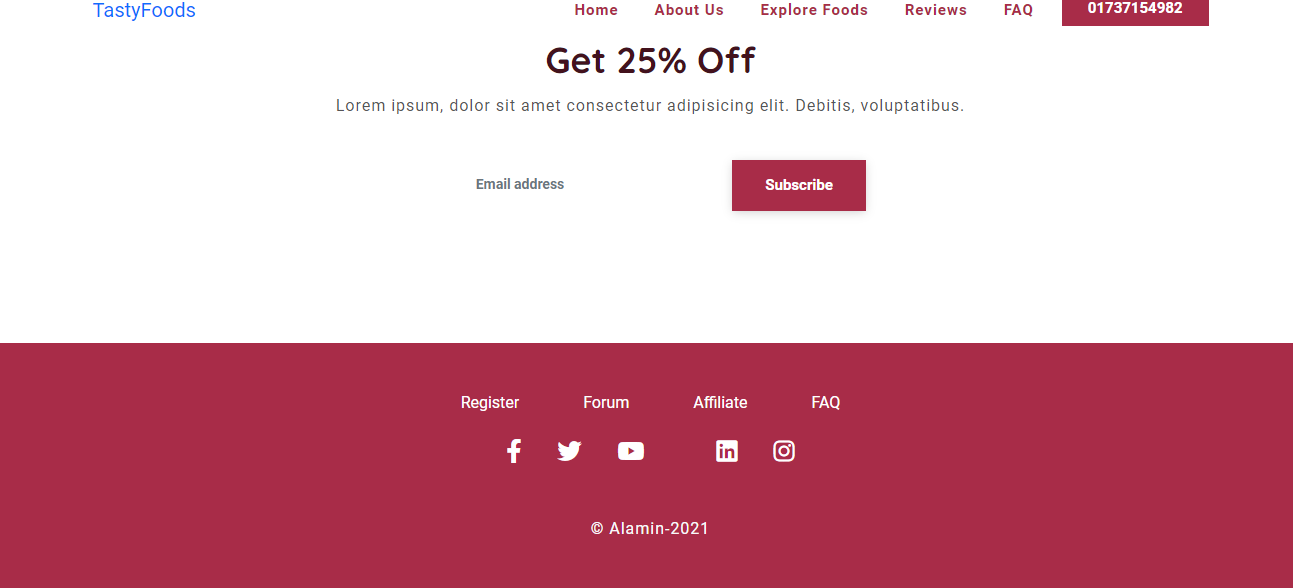 TastyFoods Home About Us Explore Foods Reviews FAQ 01737154982
Get 25% Off
Lorem ipsum, dolor sit amet consectetur adipisicing elit. Debitis, voluptatibus.
Email address Subscribe
Register Forum Affiliate FAQ
© Alamin-2021